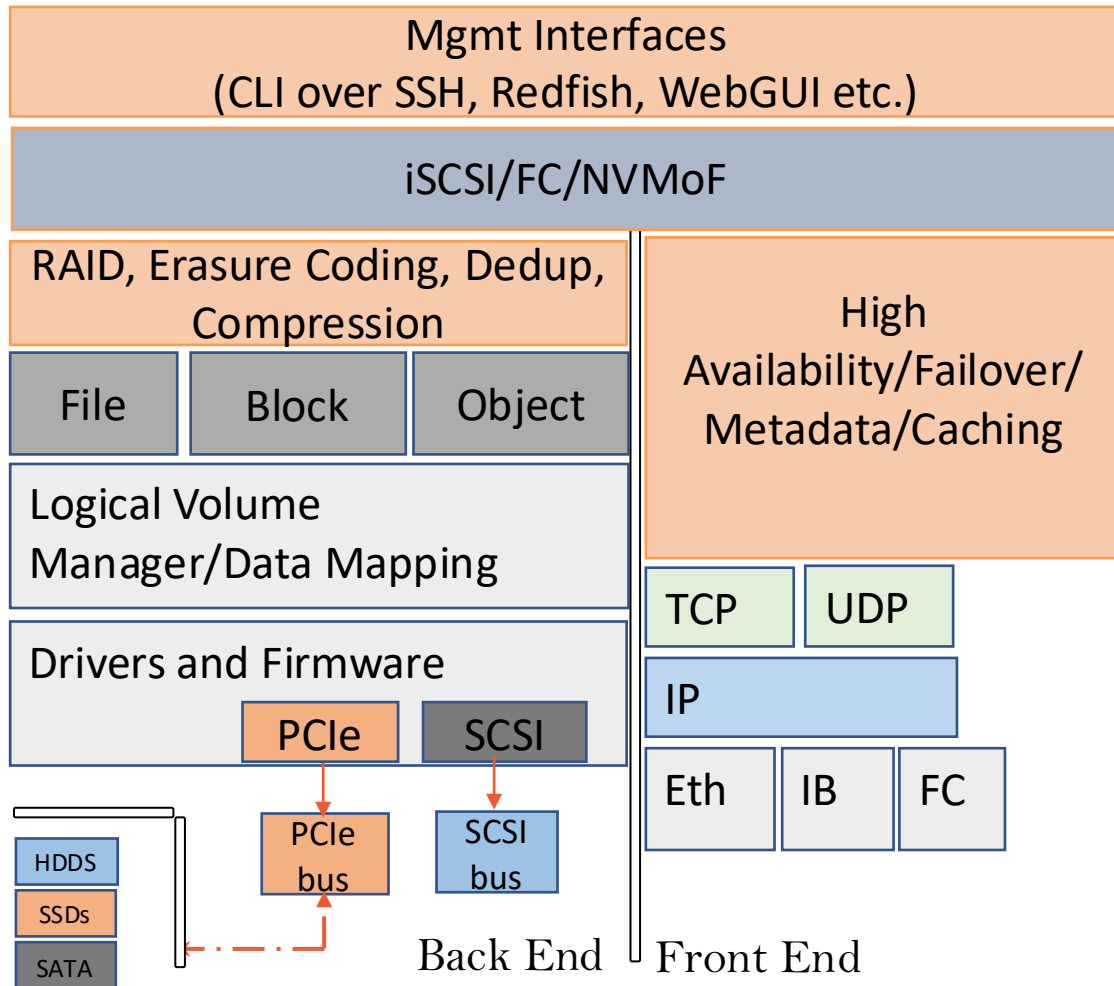 Mgmt Interfaces
(CLI over SSH, Redfish, WebGUI etc.)
iSCSI/FC/NVMoF
RAID, Erasure Coding, Dedup,
Compression
File
Block
Object
Logical Volume
Manager/Data Mapping
Drivers and Firmware
PCIe
SCSI
PCIe
bus
SCSI
bus
HDDS
SSDs
SATA
Back End
High
Availability/Failover/
Metadata/Caching
TCP
UDP
IP
Eth
IB
FC
Front End